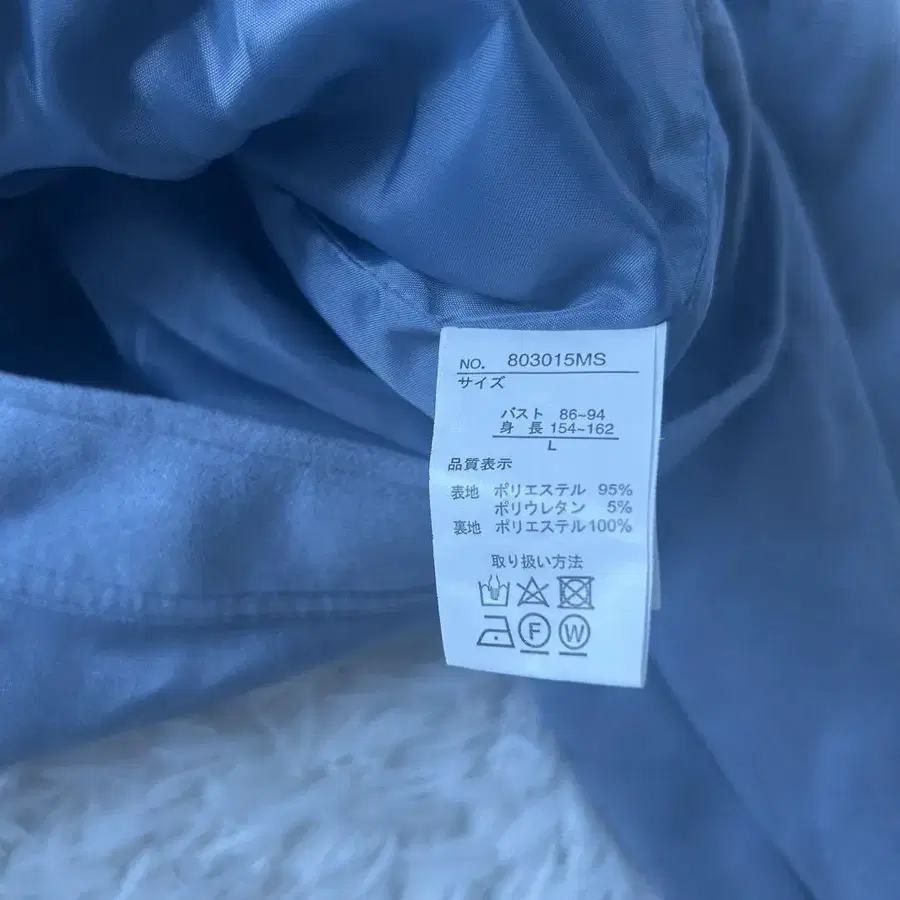 NO. 803015MS
サイズ
バスト 86~94
身長 154~162
L
品質表示
表地 ポリエステル 95%
ポリウレタン 5%
裏地 ポリエステル100%
取り扱い方法
F W